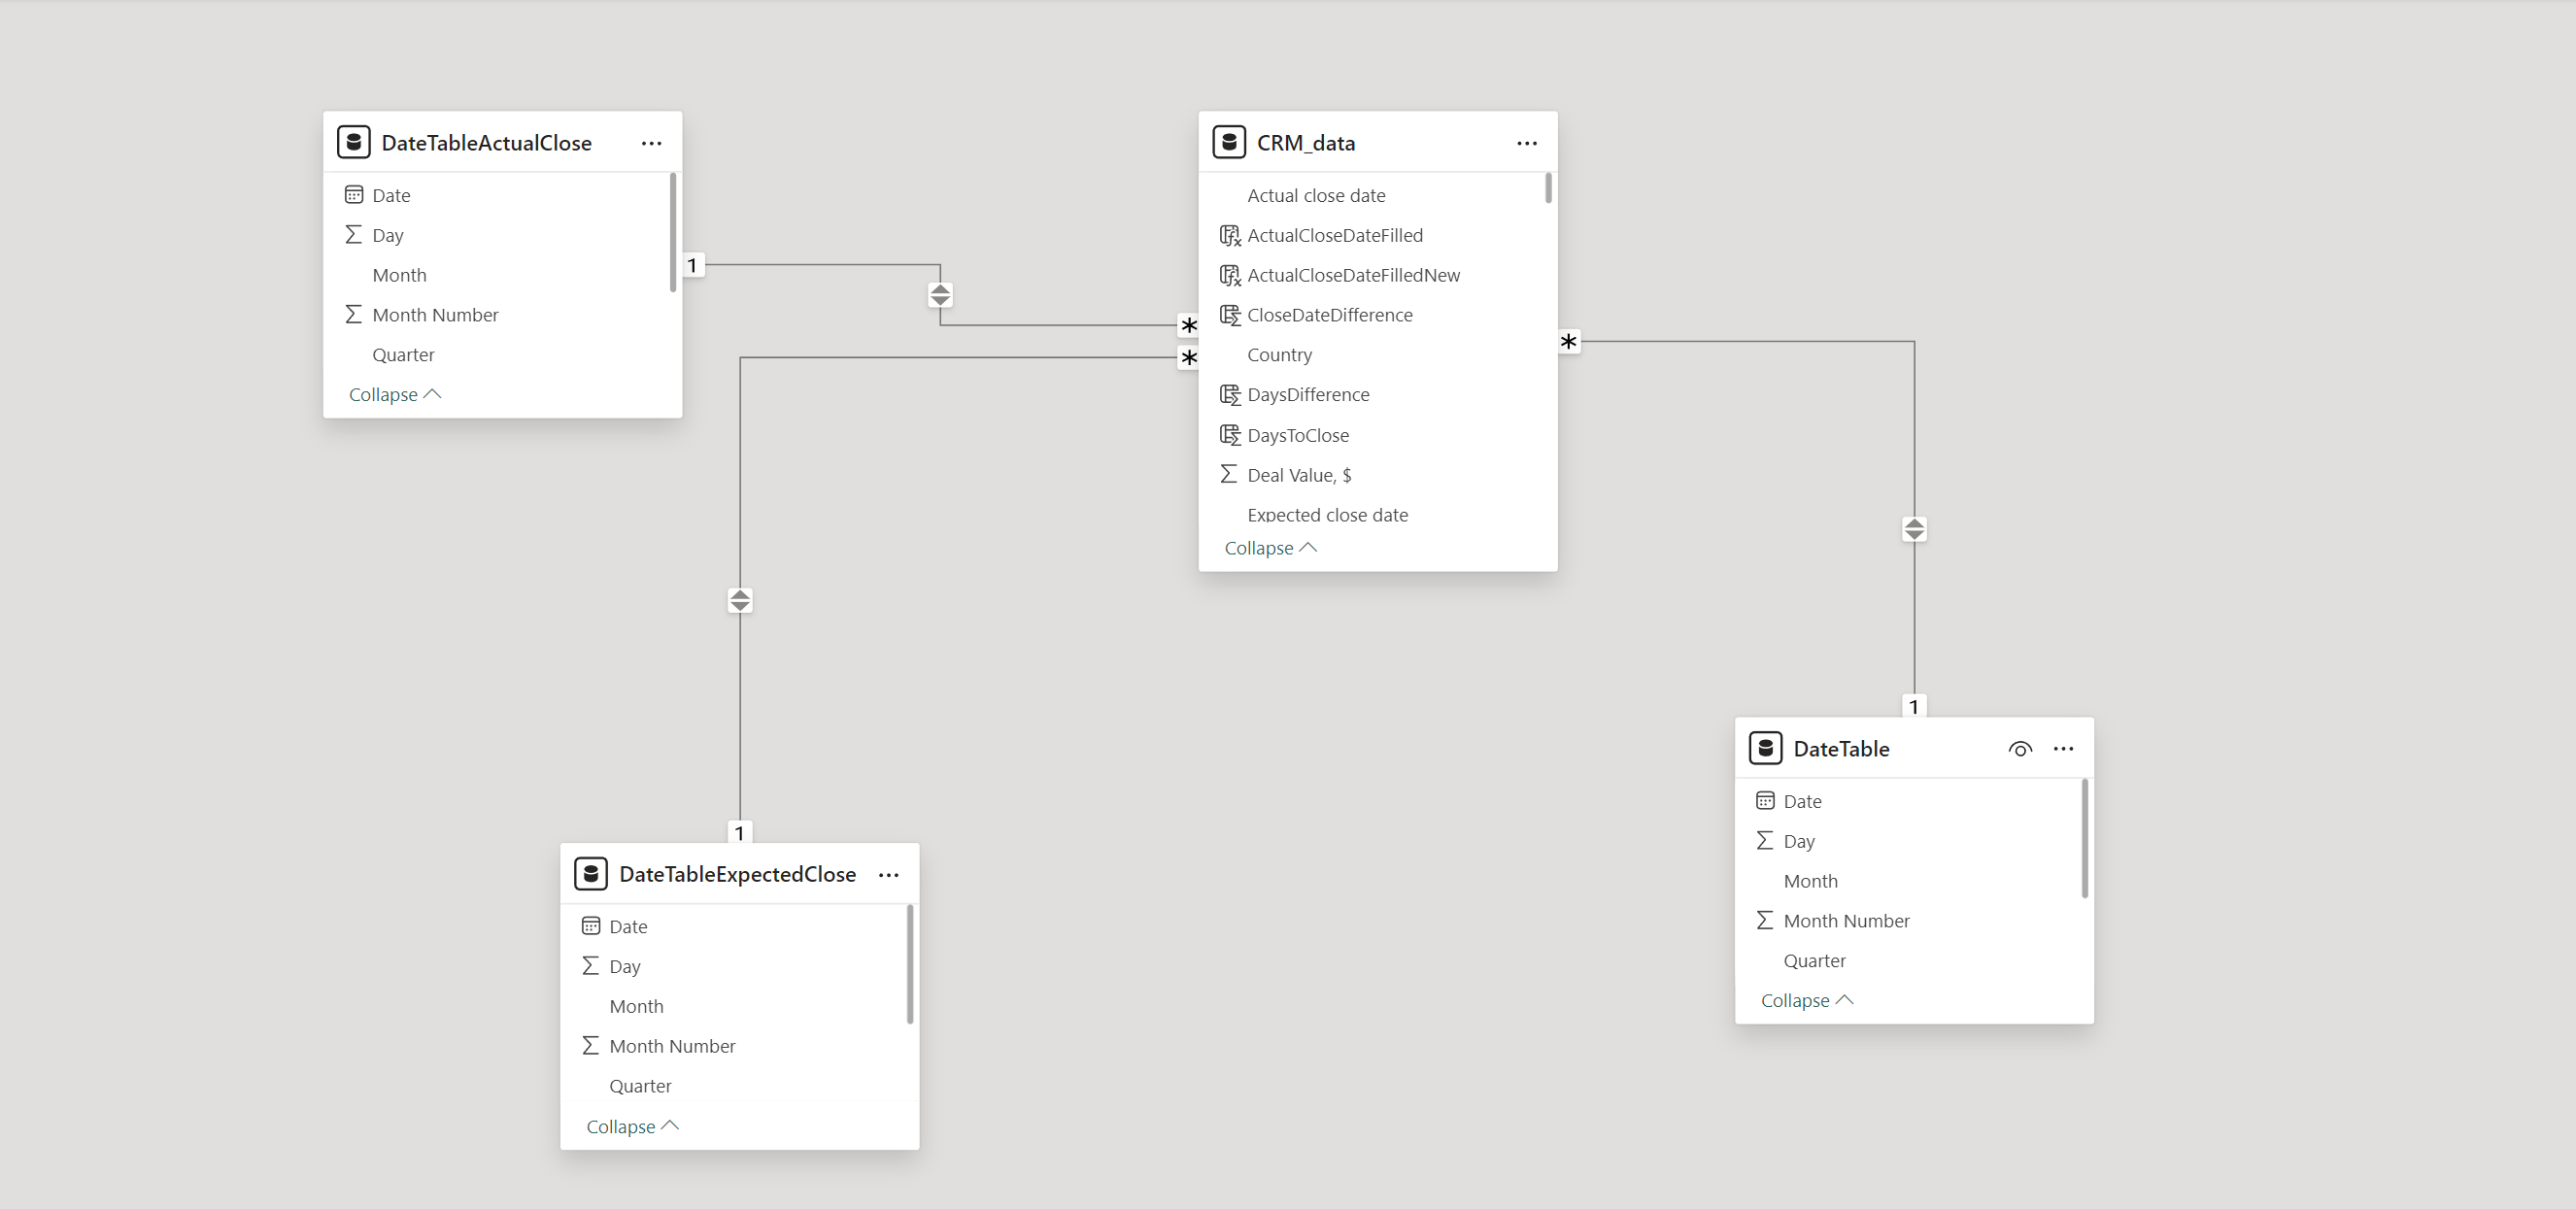 DateTableActualClose
Date
Day
Month
Month Number
Quarter
Collapse
1
*
*
CRM_data
Actual close date
ActualCloseDateFilled
ActualCloseDateFilledNew
CloseDateDifference
Country
DaysDifference
DaysToClose
Deal Value, $
Expected close date
Collapse
*
1
DateTableExpectedClose
Date
Day
Month
Month Number
Quarter
Collapse
1
DateTable
Date
Day
Month
Month Number
Quarter
Collapse